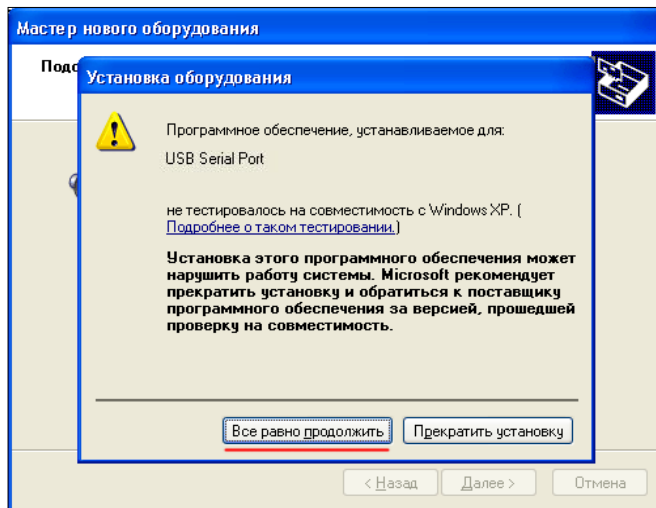 Мастер нового оборудования
Подо
Установка оборудования
Программное обеспечение, устанавливаемое для:
USB Serial Port
не тестировалось на совместимость с Windows XP. (
Подробнее о таком тестировании.)
Установка этого программного обеспечения может
нарушить работу системы. Microsoft рекомендует
прекратить установку и обратиться к поставщику
программного обеспечения за версией, прошедшей
проверку на совместимость.
Все равно продолжить
Прекратить установку
< Назад
Далее >
Отмена